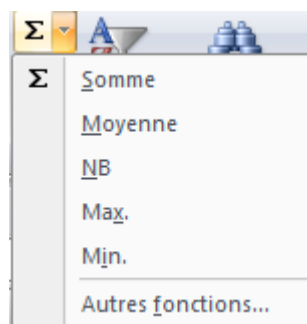 Σ
Σ Somme
Moyenne
NB
Max.
Min.
Autres fonctions...